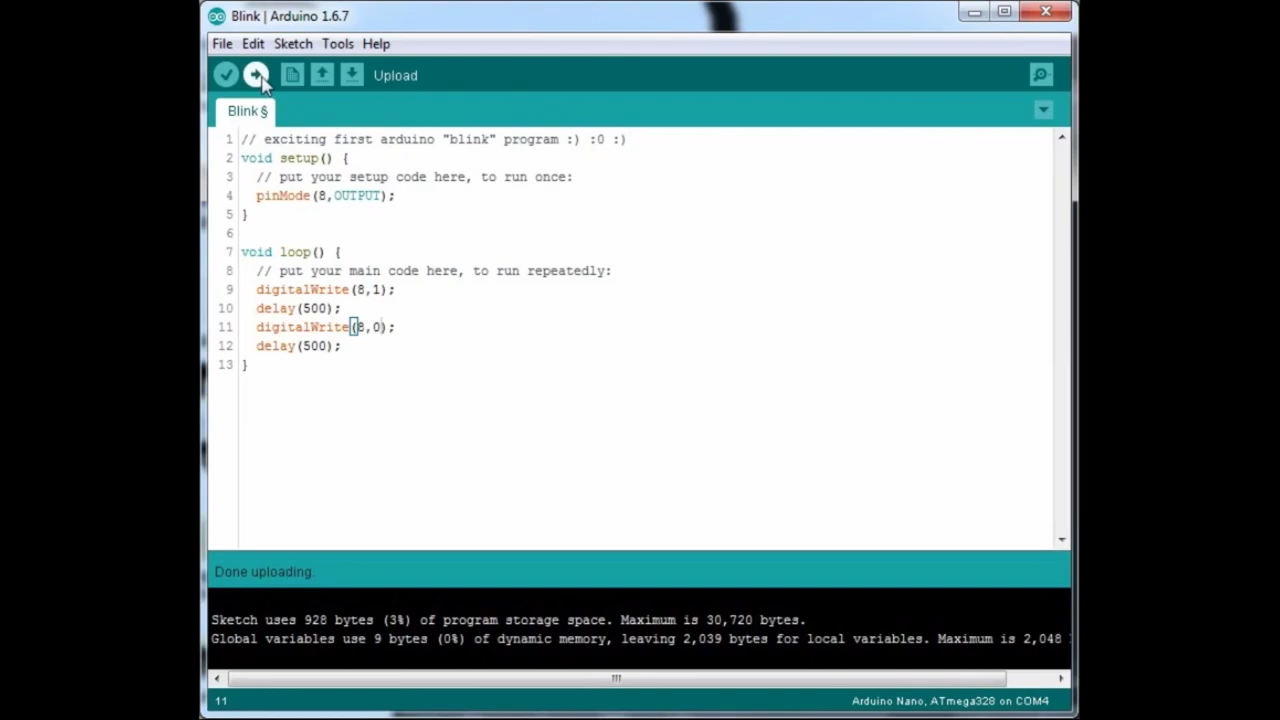 Blink | Arduino 1.6.7
File Edit Sketch Tools Help
Upload
Blink §
1 // exciting first arduino "blink" program :) :0 :)
2 void setup() {
3 // put your setup code here, to run once:
4 pinMode(8,OUTPUT);
5 }
6
7 void loop() {
8 // put your main code here, to run repeatedly:
9 digitalWrite(8,1);
10 delay(500);
11 digitalWrite(8,0);
12 delay(500);
13 }
Done uploading.
Sketch uses 928 bytes (3%) of program storage space. Maximum is 30,720 bytes.
Global variables use 9 bytes (0%) of dynamic memory, leaving 2,039 bytes for local variables. Maximum is 2,048
11 Arduino Nano, ATmega328 on COM4